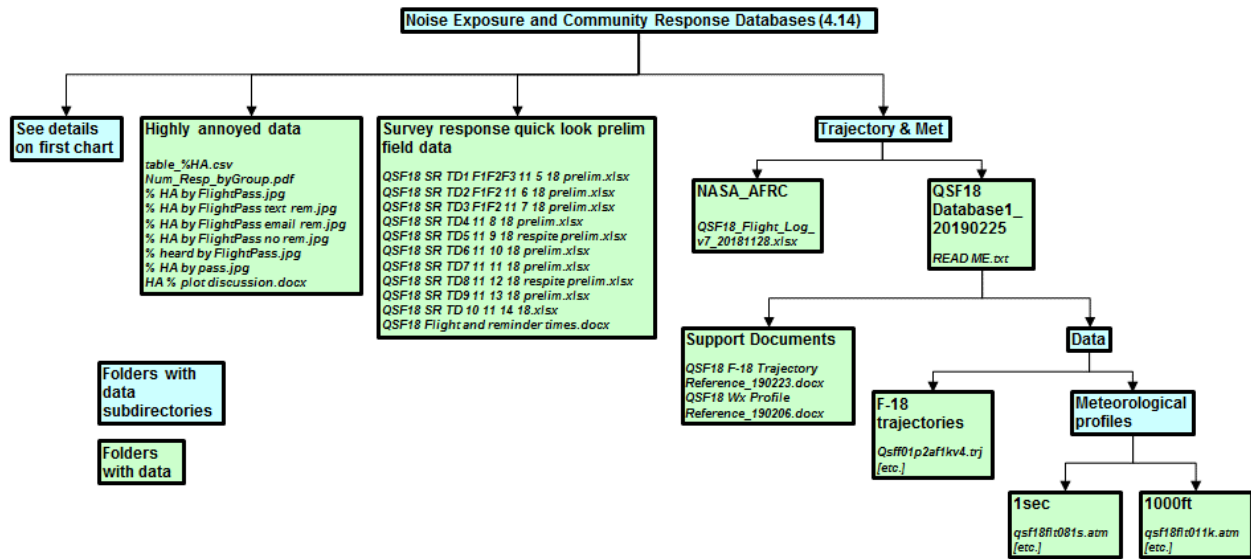 Noise Exposure and Community Response Databases (4.14)
See details
on first chart
Highly annoyed data
table_%HA.csv
Num_Resp_byGroup.pdf
% HA by FlightPass.jpg
% HA by FlightPass text rem.jpg
% HA by FlightPass email rem.jpg
% HA by FlightPass no rem.jpg
% heard by FlightPass.jpg
% HA by pass.jpg
HA % plot discussion.docx
Survey response quick look prelim
field data
QSF18 SR TD1 F1F2F3 11 5 18 prelim.xlsx
QSF18 SR TD2 F1F2 11 6 18 prelim.xlsx
QSF18 SR TD3 F1F2 11 7 18 prelim.xlsx
QSF18 SR TD4 11 8 18 prelim.xlsx
QSF18 SR TD5 11 9 18 respite prelim.xlsx
QSF18 SR TD6 11 10 18 prelim.xlsx
QSF18 SR TD7 11 11 18 prelim.xlsx
QSF18 SR TD8 11 12 18 respite prelim.xlsx
QSF18 SR TD9 11 13 18 prelim.xlsx
QSF18 SR TD 10 11 14 18.xlsx
QSF18 Flight and reminder times.docx
Trajectory & Met
NASA_AFRC
QSF18_Flight_Log_
v7_20181128.xlsx
QSF18
Database1_
20190225
READ ME.txt
Support Documents
QSF18 F-18 Trajectory
Reference_190223.docx
QSF18 Wx Profile
Reference_190206.docx
Data
F-18
trajectories
Qsff01p2af1kv4.trj
[etc.]
Meteorological
profiles
1sec
qsf18flt081s.atm
[etc.]
1000ft
qsf18flt011k.atm
[etc.]
Folders with
data
subdirectories
Folders
with data